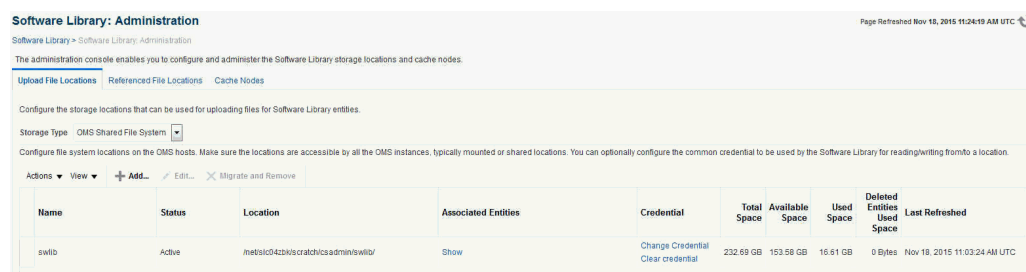 Software Library: Administration
Page Refreshed Nov 18, 2015 11:24:19 AM UTC
Software Library > Software Library: Administration
The administration console enables you to configure and administer the Software Library storage locations and cache nodes.
Upload File Locations Referenced File Locations Cache Nodes
Configure the storage locations that can be used for uploading files for Software Library entities.
Storage Type OMS Shared File System
Configure file system locations on the OMS hosts. Make sure the locations are accessible by all the OMS instances, typically mounted or shared locations. You can optionally configure the common credential to be used by the Software Library for reading/writing from/to a location.
Actions View Add... Edit... Migrate and Remove
Name Status Location Associated Entities Credential Total Space Available Space Used Space Deleted Entities Used Space Last Refreshed
swlib Active /net/slc04zbk/scratch/csadmin/swlib/ Show Change Credential 232.69 GB 153.58 GB 16.61 GB 0 Bytes Nov 18, 2015 11:03:24 AM UTC
Clear credential